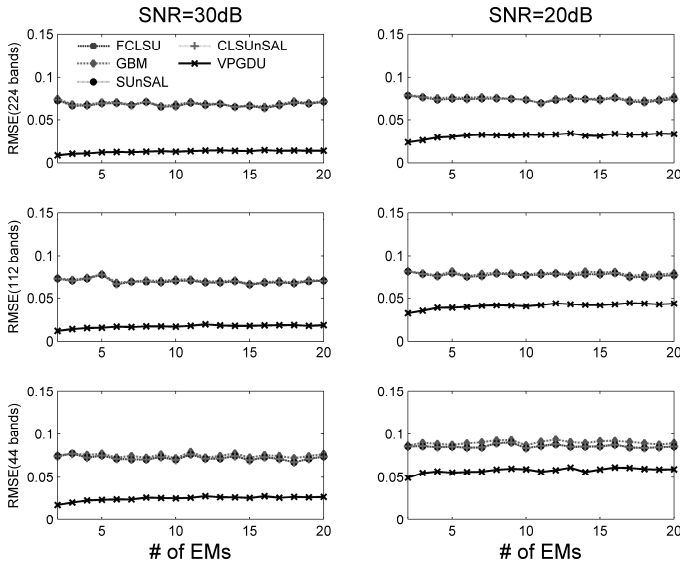 SNR=30dB
SNR=20dB
RMSE(224 bands)
0.15
0.1
0.05
0
FCLSU
GBM
SUnSAL
CLSUnSAL
VPGDU
5 10 15 20
0.15
0.1
0.05
0
5 10 15 20
RMSE(112 bands)
0.15
0.1
0.05
0
5 10 15 20
0.15
0.1
0.05
0
5 10 15 20
RMSE(44 bands)
0.15
0.1
0.05
0
5 10 15 20
# of EMs
0.15
0.1
0.05
0
5 10 15 20
# of EMs